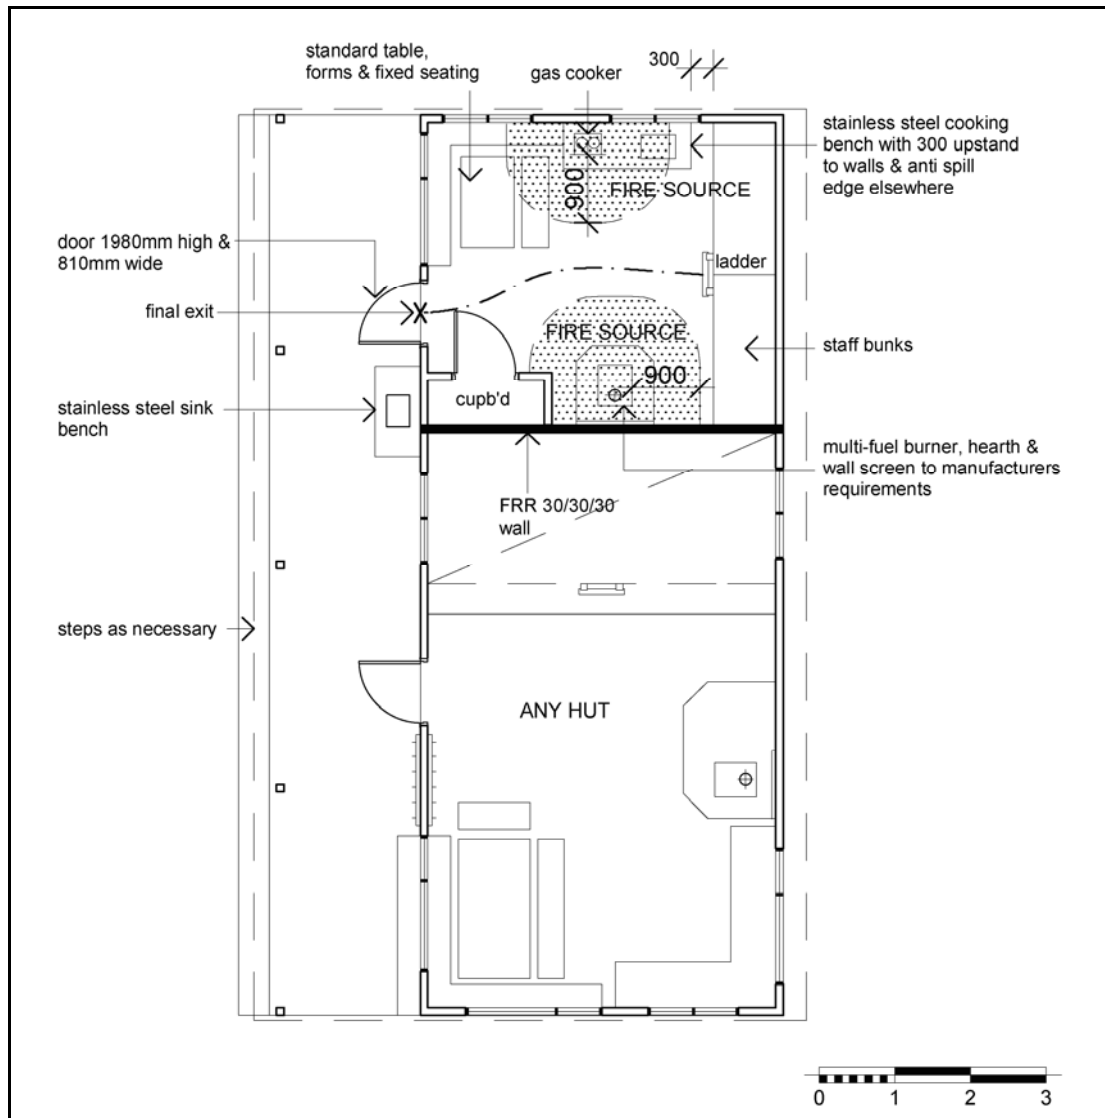 standard table,
forms & fixed seating
gas cooker
300
stainless steel cooking
bench with 300 upstand
to walls & anti spill
edge elsewhere
900
FIRE SOURCE
door 1980mm high &
810mm wide
ladder
final exit
FIRE SOURCE
staff bunks
900
cupb'd
stainless steel sink
bench
multi-fuel burner, hearth &
wall screen to manufacturers
requirements
FRR 30/30/30
wall
steps as necessary
ANY HUT
0 1 2 3